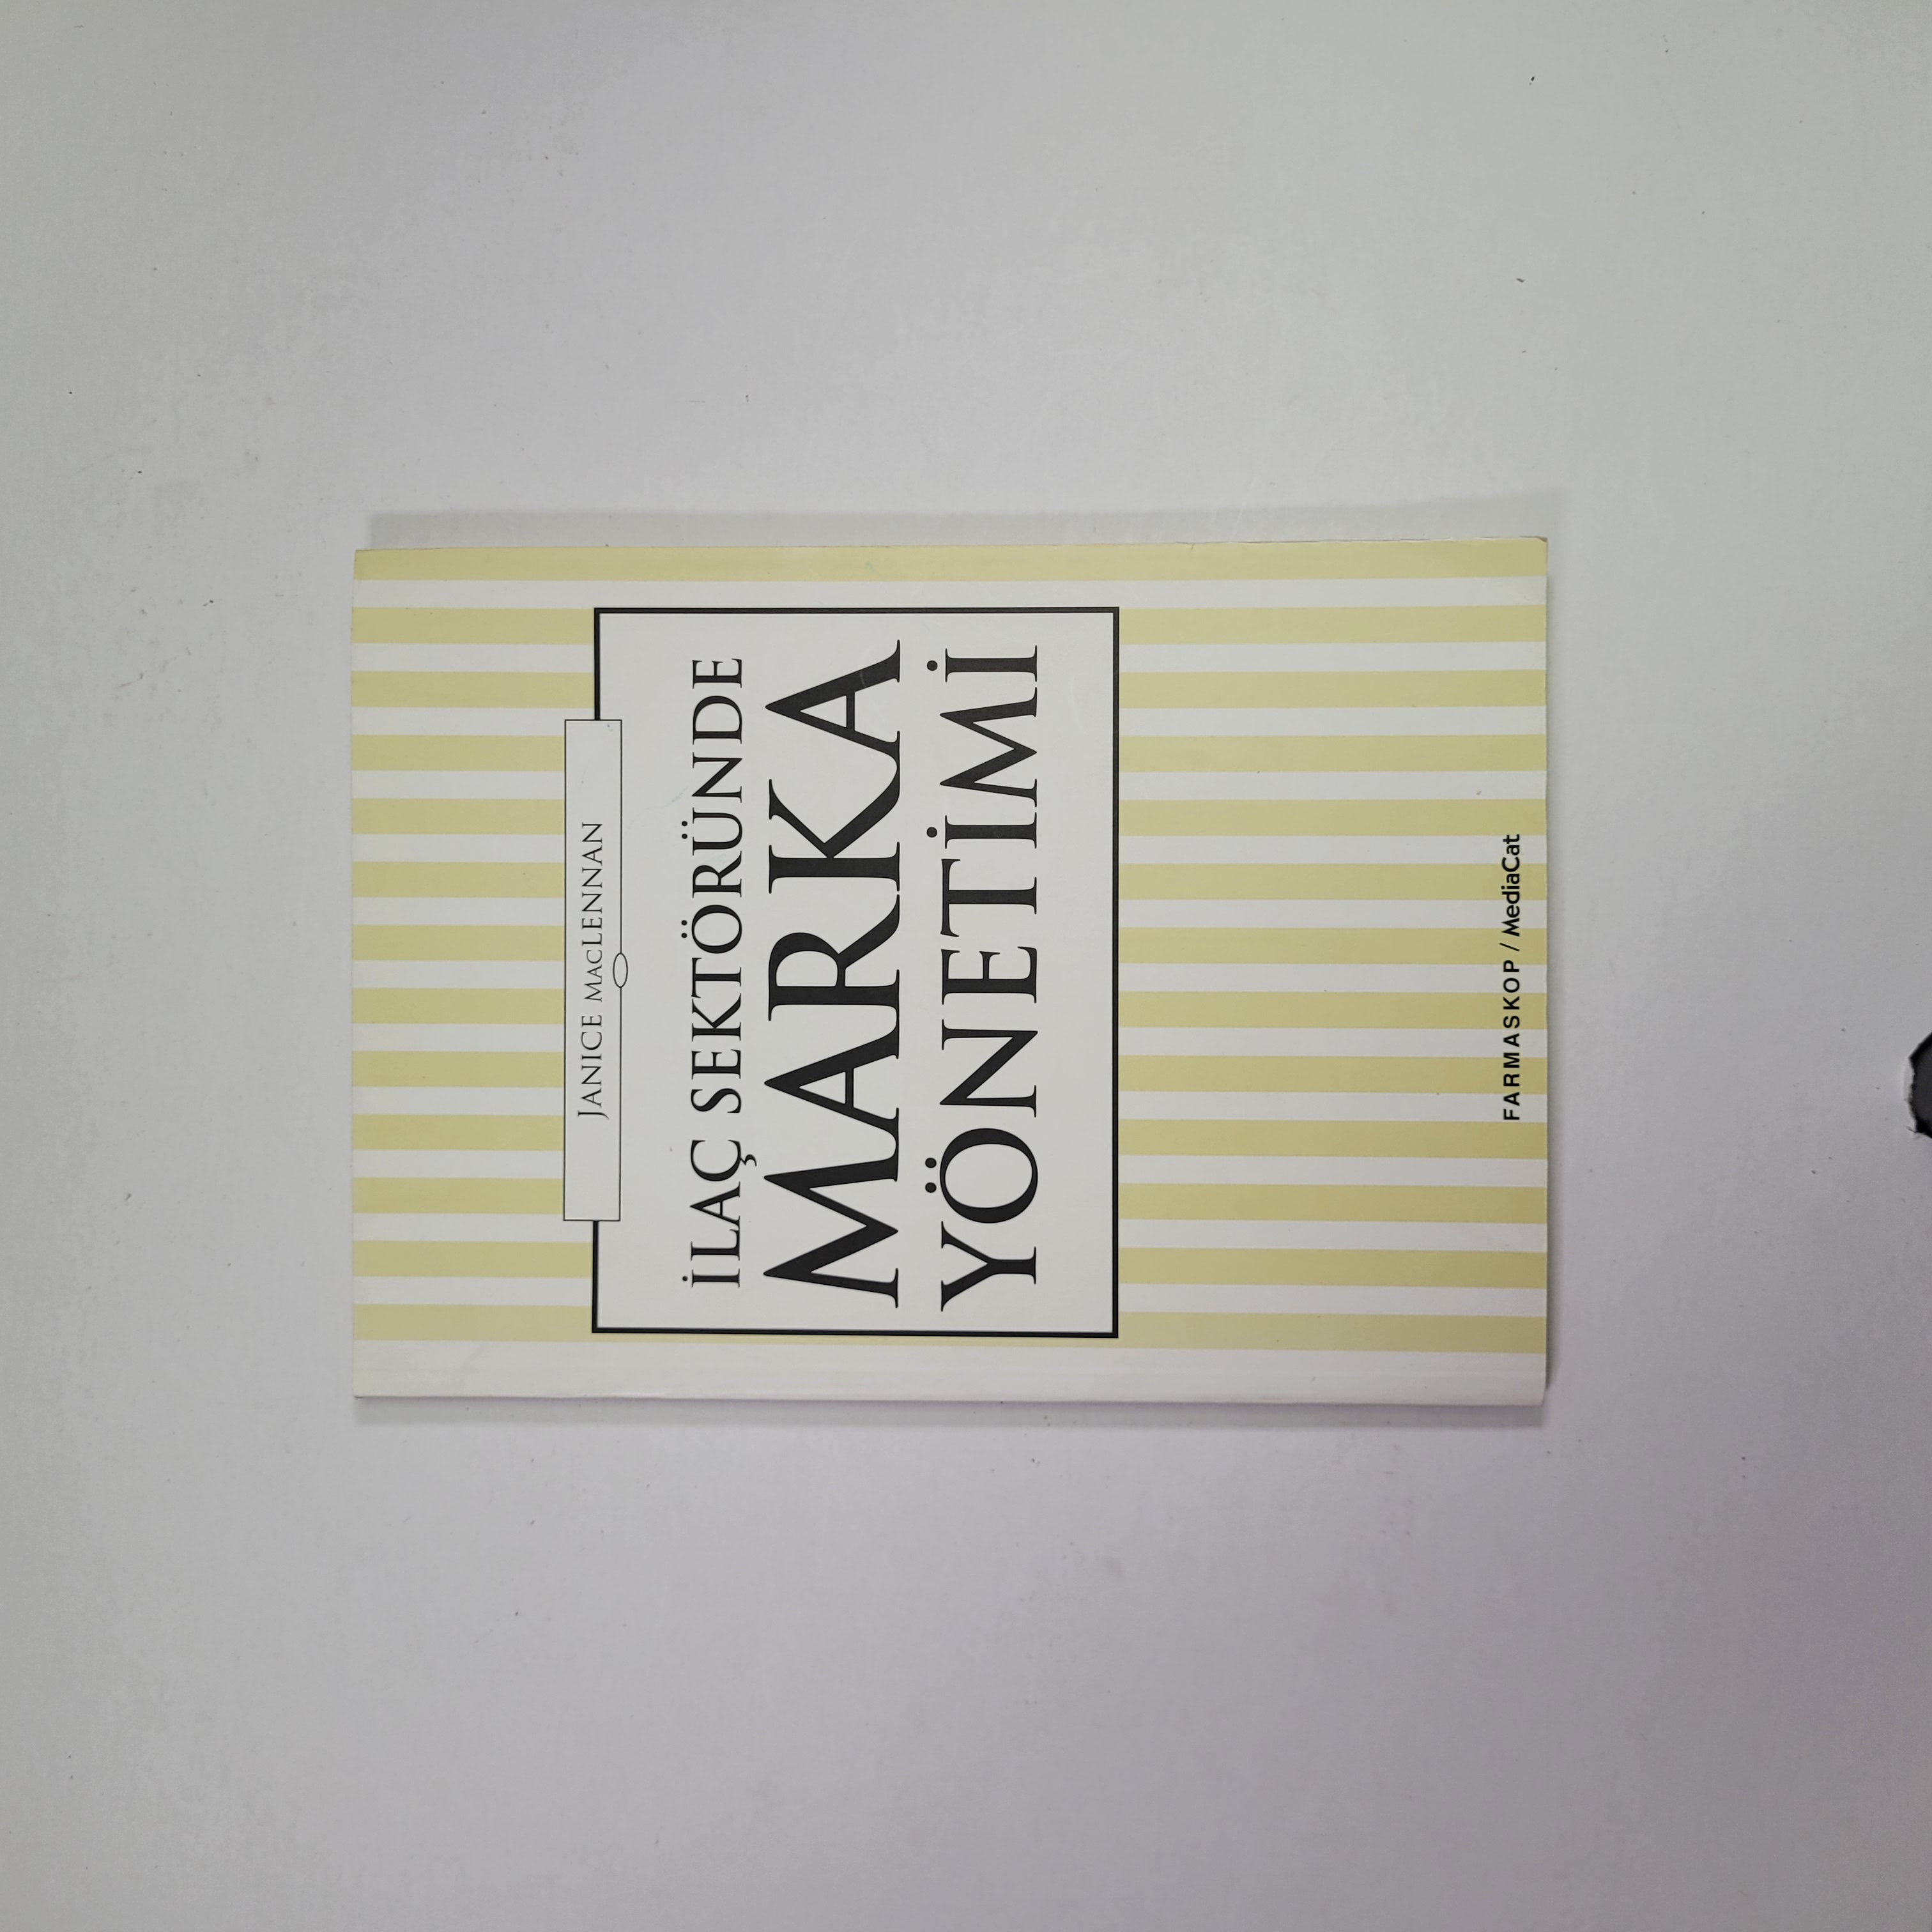 JANICE MACLENNAN
İLAÇ SEKTÖRÜNDE
MARKA
YÖNETİMİ
FARMASKOP / MediaCat